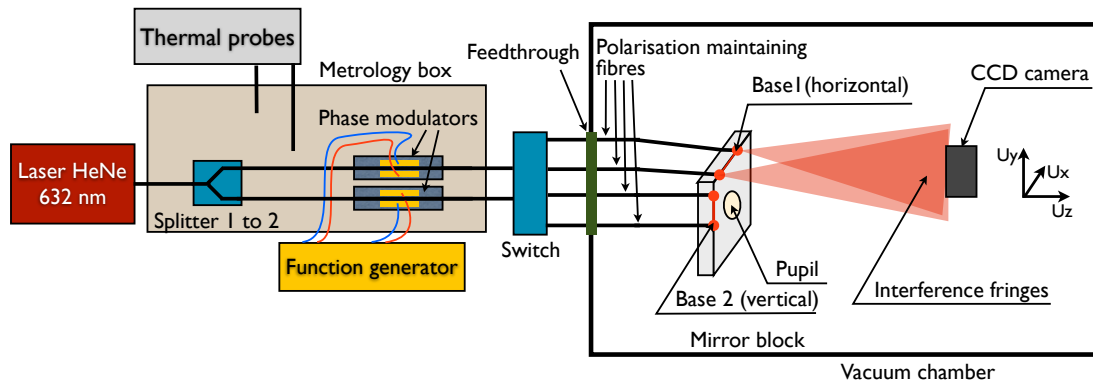 Thermal probes
Metrology box
Phase modulators
Laser HeNe
632 nm
Splitter 1 to 2
Function generator
Switch
Feedthrough
Polarisation maintaining
fibres
Base1(horizontal)
CCD camera
Uy
Ux
Uz
Pupil
Base 2 (vertical)
Interference fringes
Mirror block
Vacuum chamber